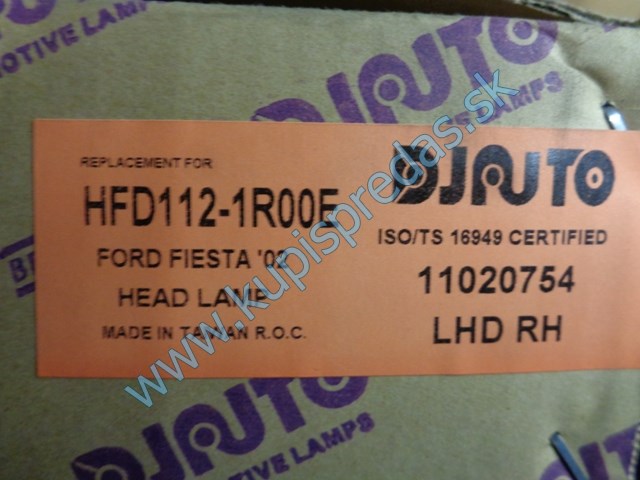 DJAUTO
OTIVE LAMPS
REPLACEMENT FOR
HFD112-1R00E
FORD FIESTA '02
HEAD LAMP
MADE IN TAIWAN R.O.C.
DJAUTO
ISO/TS 16949 CERTIFIED
11020754
LHD RH
www.kupispredas.sk
DJAUTO
OTIVE LAMPS